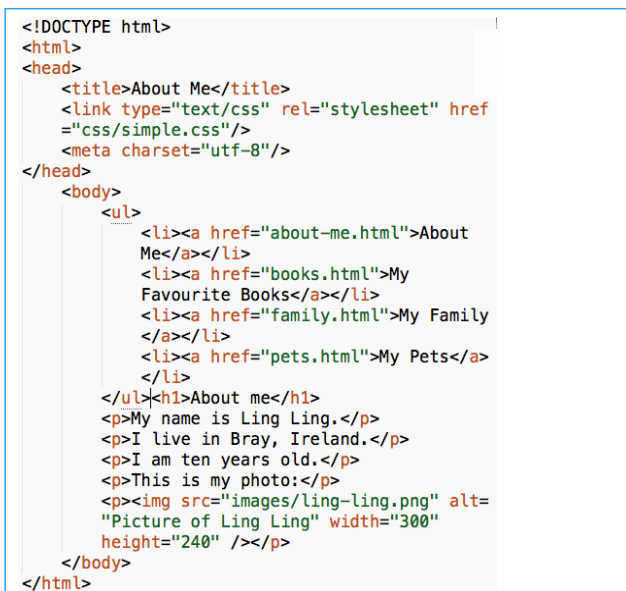 <!DOCTYPE html>
<html>
<head>
<title>About Me</title>
<link type="text/css" rel="stylesheet" href
="css/simple.css"/>
<meta charset="utf-8"/>
</head>
<body>
<ul>
<li><a href="about-me.html">About
Me</a></li>
<li><a href="books.html">My
Favourite Books</a></li>
<li><a href="family.html">My Family
</a></li>
<li><a href="pets.html">My Pets</a>
</li>
</ul><h1>About me</h1>
<p>My name is Ling Ling.</p>
<p>I live in Bray, Ireland.</p>
<p>I am ten years old.</p>
<p>This is my photo:</p>
<p><img src="images/ling-ling.png" alt=
"Picture of Ling Ling" width="300"
height="240" /></p>
</body>
</html>